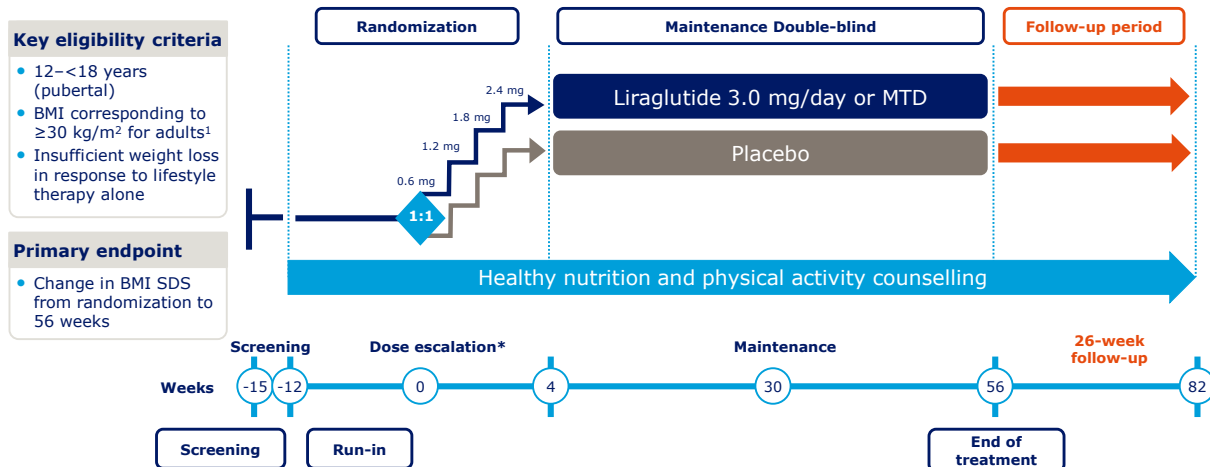 Key eligibility criteria
12–<18 years
(pubertal)
BMI corresponding to
≥30 kg/m² for adults¹
Insufficient weight loss
in response to lifestyle
therapy alone
Primary endpoint
Change in BMI SDS
from randomization to
56 weeks
Randomization
Maintenance Double-blind
Follow-up period
2.4 mg
1.8 mg
1.2 mg
0.6 mg
1:1
Liraglutide 3.0 mg/day or MTD
Placebo
Healthy nutrition and physical activity counselling
Screening
Dose escalation*
Maintenance
26-week
follow-up
Weeks
-15
-12
0
4
30
56
82
Screening
Run-in
End of
treatment